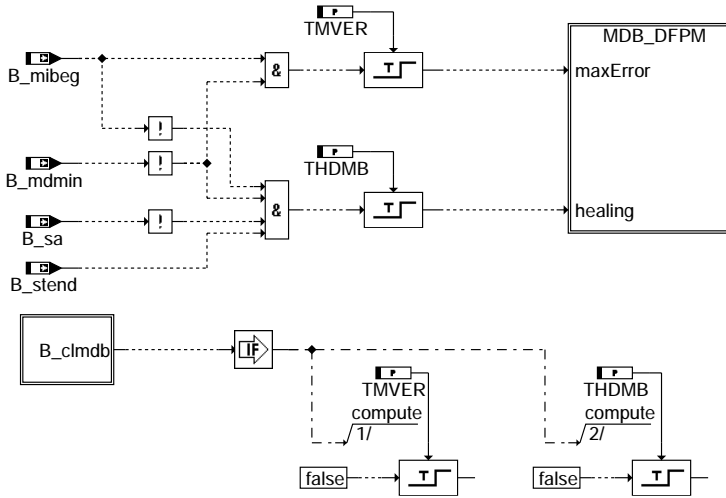 P
TMVER
MDB_DFPM
B_mibeg
&
T
maxError
!
B_mdmin
!
P
THDMB
B_sa
!
&
T
healing
B_stend
B_clmdb
IF
P
TMVER
P
THDMB
compute
1/
compute
2/
false
T
false
T